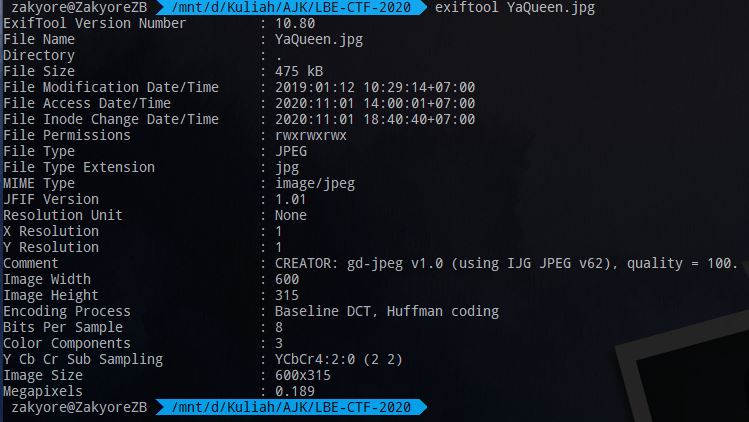 zakyore@ZakyoreZB /mnt/d/Kuliah/AJK/LBE-CTF-2020 exiftool YaQueen.jpg
ExifTool Version Number : 10.80
File Name : YaQueen.jpg
Directory : .
File Size : 475 kB
File Modification Date/Time : 2019:01:12 10:29:14+07:00
File Access Date/Time : 2020:11:01 14:00:01+07:00
File Inode Change Date/Time : 2020:11:01 18:40:40+07:00
File Permissions : rwxrwxrwx
File Type : JPEG
File Type Extension : jpg
MIME Type : image/jpeg
JFIF Version : 1.01
Resolution Unit : None
X Resolution : 1
Y Resolution : 1
Comment : CREATOR: gd-jpeg v1.0 (using IJG JPEG v62), quality = 100.
Image Width : 600
Image Height : 315
Encoding Process : Baseline DCT, Huffman coding
Bits Per Sample : 8
Color Components : 3
Y Cb Cr Sub Sampling : YCbCr4:2:0 (2 2)
Image Size : 600x315
Megapixels : 0.189
zakyore@ZakyoreZB /mnt/d/Kuliah/AJK/LBE-CTF-2020